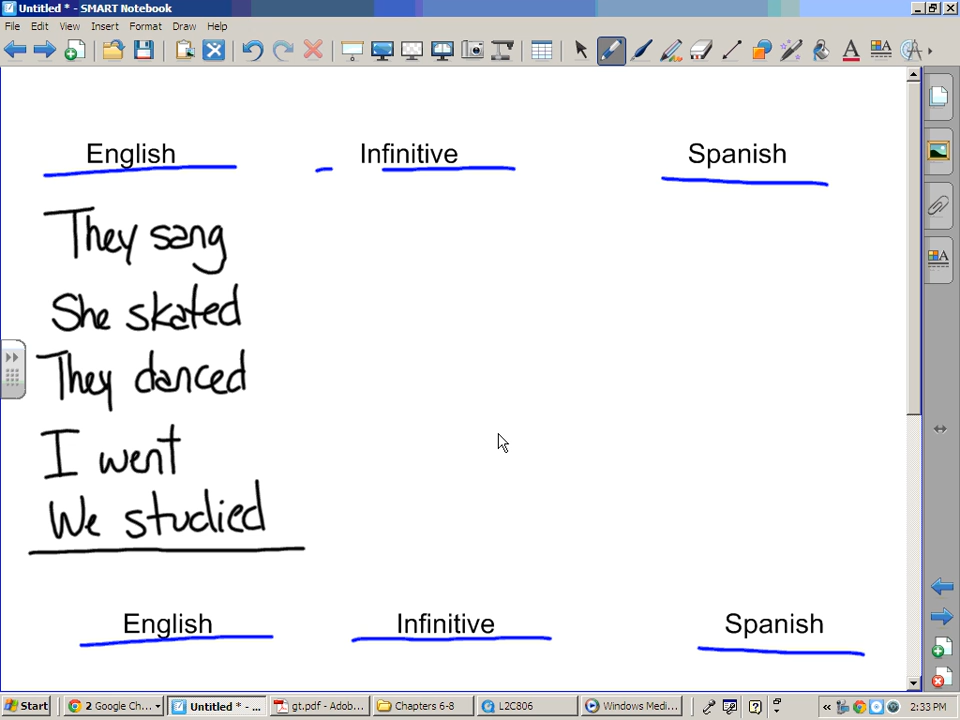 Untitled * - SMART Notebook
File Edit View Insert Format Draw Help
English Infinitive Spanish
They sang
She skated
They danced
I went
We studied
English Infinitive Spanish
Start 2 Google Ch... Untitled * - ... gt.pdf - Adob... Chapters 6-8 L2C806 Windows Medi... 2:33 PM